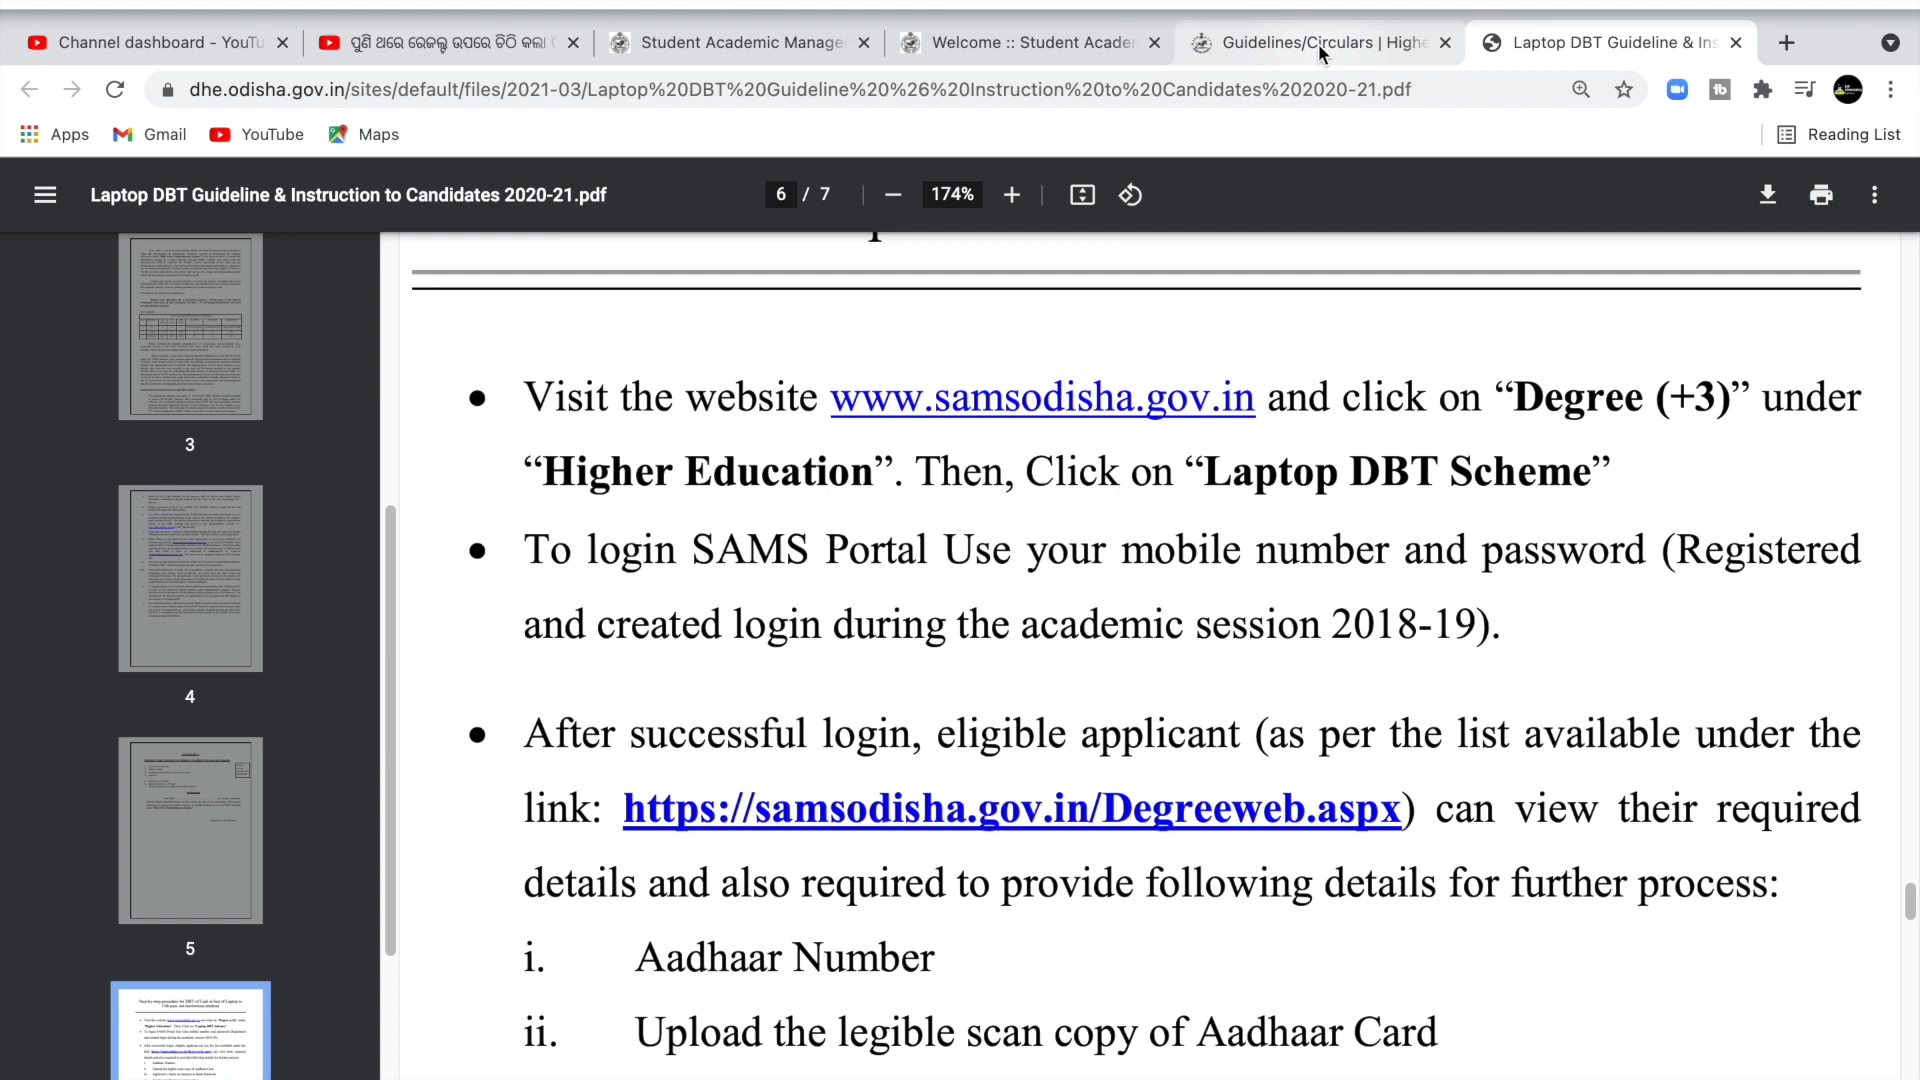 Channel dashboard - YouTu
ପୁଣି ଥରେ ରେଜଲ୍ଟ ଉପରେ ଚିଠି କଲା
Student Academic Manage
Welcome :: Student Acade
Guidelines/Circulars | Highe
Laptop DBT Guideline & Ins
dhe.odisha.gov.in/sites/default/files/2021-03/Laptop%20DBT%20Guideline%20%26%20Instruction%20to%20Candidates%202020-21.pdf
Apps
Gmail
YouTube
Maps
Reading List
Laptop DBT Guideline & Instruction to Candidates 2020-21.pdf
6 / 7
174%
3
4
5
• Visit the website www.samsodisha.gov.in and click on “Degree (+3)” under
“Higher Education”. Then, Click on “Laptop DBT Scheme”
• To login SAMS Portal Use your mobile number and password (Registered
and created login during the academic session 2018-19).
• After successful login, eligible applicant (as per the list available under the
link: https://samsodisha.gov.in/Degreeweb.aspx) can view their required
details and also required to provide following details for further process:
i. Aadhaar Number
ii. Upload the legible scan copy of Aadhaar Card